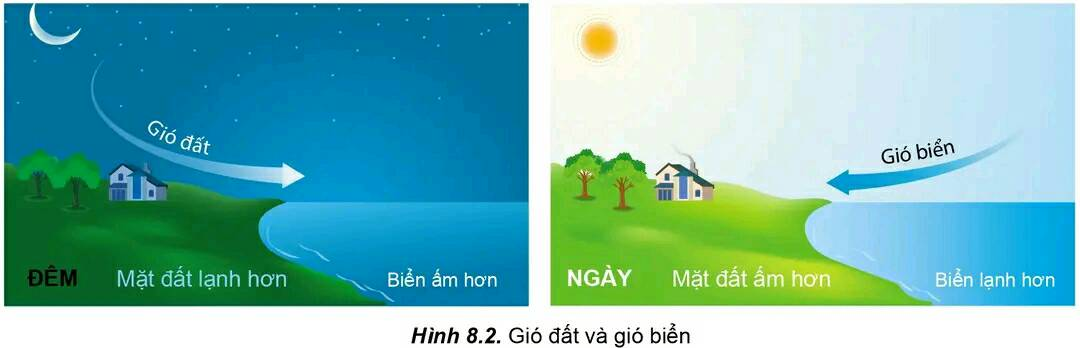 Gió đất
ĐÊM
Mặt đất lạnh hơn
Biển ấm hơn
Gió biển
NGÀY
Mặt đất ấm hơn
Biển lạnh hơn
Hình 8.2. Gió đất và gió biển